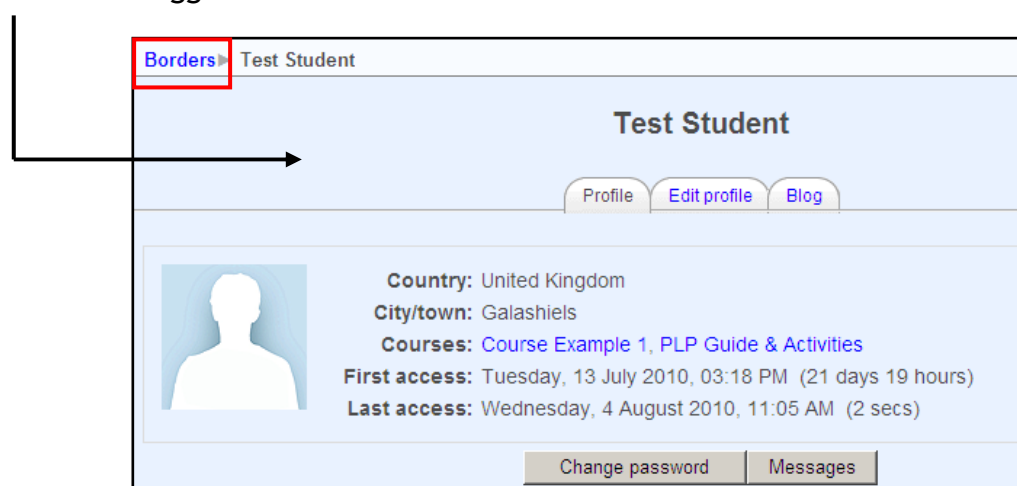 Borders► Test Student
Test Student
Profile Edit profile Blog
Country: United Kingdom
City/town: Galashiels
Courses: Course Example 1, PLP Guide & Activities
First access: Tuesday, 13 July 2010, 03:18 PM (21 days 19 hours)
Last access: Wednesday, 4 August 2010, 11:05 AM (2 secs)
Change password Messages